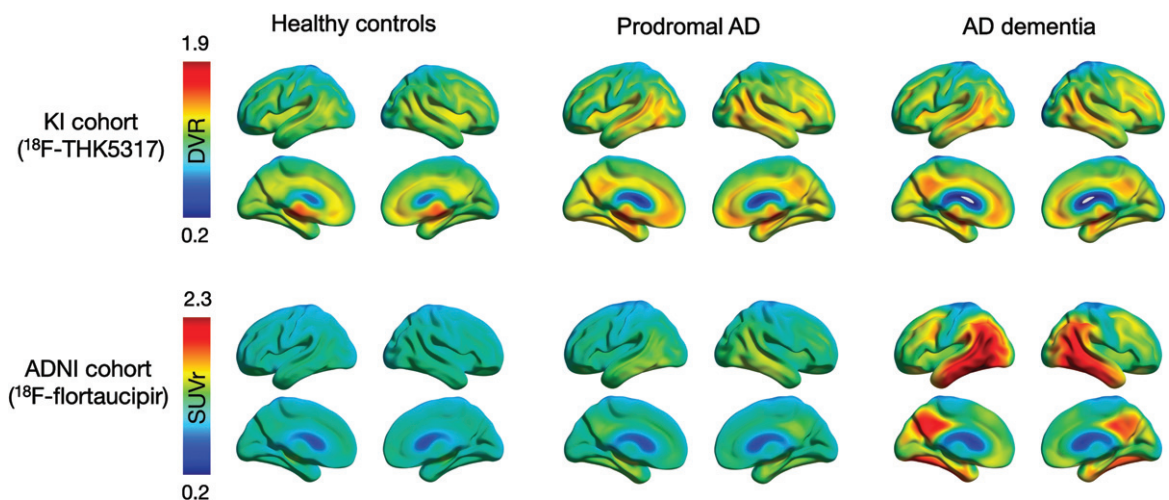 Healthy controls
Prodromal AD
AD dementia
1.9
KI cohort
(¹⁸F-THK5317)
DVR
0.2
2.3
ADNI cohort
(¹⁸F-flortaucipir)
SUVr
0.2